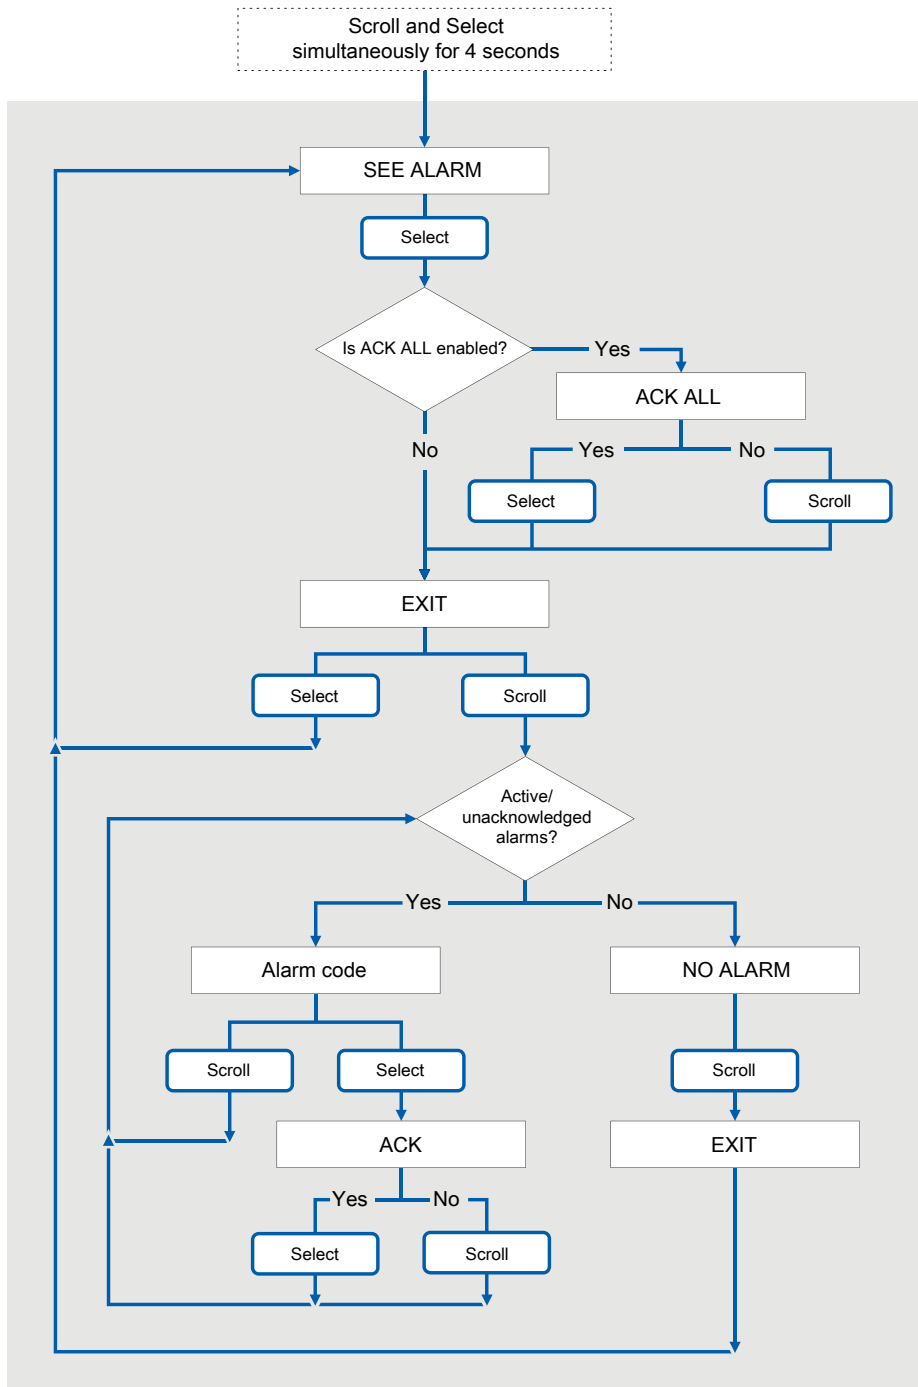 Scroll and Select
simultaneously for 4 seconds
SEE ALARM
Select
Is ACK ALL enabled?
Yes
ACK ALL
No
Yes
No
Select
Scroll
EXIT
Select
Scroll
Active/
unacknowledged
alarms?
Yes
No
Alarm code
NO ALARM
Scroll
Select
Scroll
ACK
EXIT
Yes
No
Select
Scroll